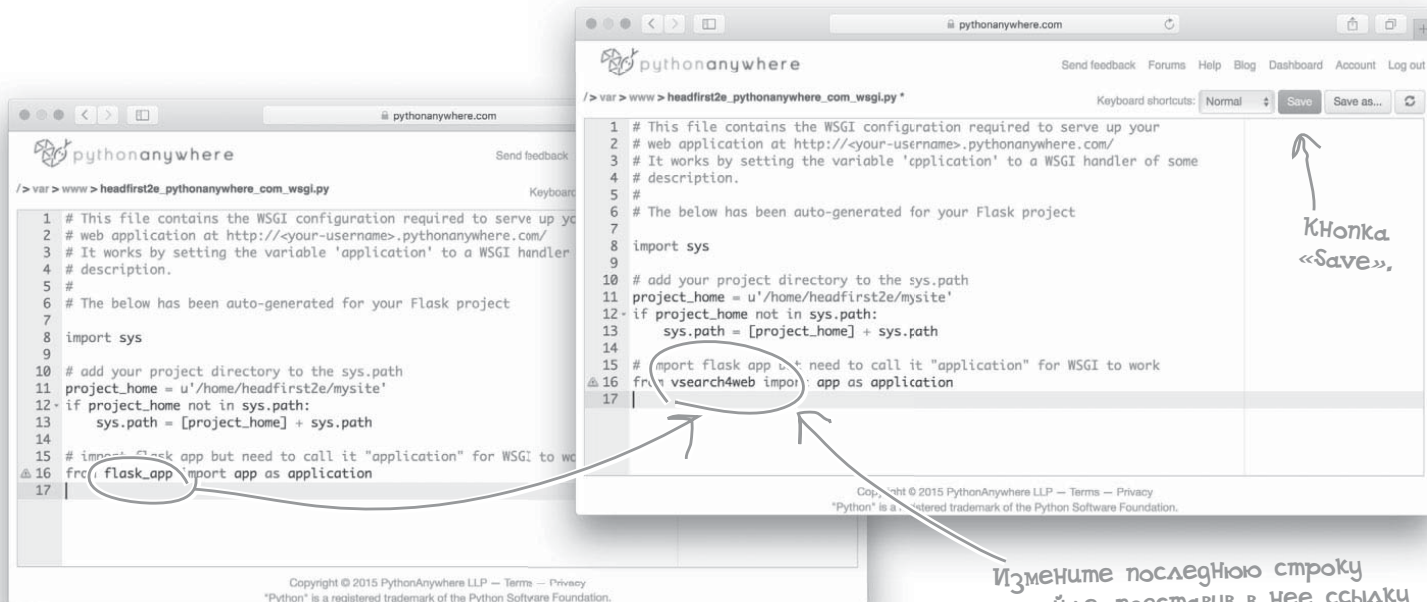 pythonanywhere.com
pythonanywhere
Send feedback
/> var > www > headfirst2e_pythonanywhere_com_wsgi.py
1 # This file contains the WSGI configuration required to serve up
2 # web application at http://<your-username>.pythonanywhere.com/
3 # It works by setting the variable 'application' to a WSGI handler
4 # description.
5 #
6 # The below has been auto-generated for your Flask project
7
8 import sys
9
10 # add your project directory to the sys.path
11 project_home = u'/home/headfirst2e/mysite'
12 if project_home not in sys.path:
13 sys.path = [project_home] + sys.path
14
15 # import flask app but need to call it "application" for WSGI to
16 from flask_app import app as application
17
Copyright © 2015 PythonAnywhere LLP — Terms — Privacy
"Python" is a registered trademark of the Python Software Foundation.
pythonanywhere.com
pythonanywhere
Send feedback Forums Help Blog Dashboard Account Log out
/> var > www > headfirst2e_pythonanywhere_com_wsgi.py *
Keyboard shortcuts: Normal Save Save as...
1 # This file contains the WSGI configuration required to serve up your
2 # web application at http://<your-username>.pythonanywhere.com/
3 # It works by setting the variable 'application' to a WSGI handler of some
4 # description.
5 #
6 # The below has been auto-generated for your Flask project
7
8 import sys
9
10 # add your project directory to the sys.path
11 project_home = u'/home/headfirst2e/mysite'
12 if project_home not in sys.path:
13 sys.path = [project_home] + sys.path
14
15 # import flask app but need to call it "application" for WSGI to work
16 from vsearch4web import app as application
17
Copyright © 2015 PythonAnywhere LLP — Terms — Privacy
"Python" is a registered trademark of the Python Software Foundation.
Кнопка
«Save».
Измените последнюю строку
в нее ссылку